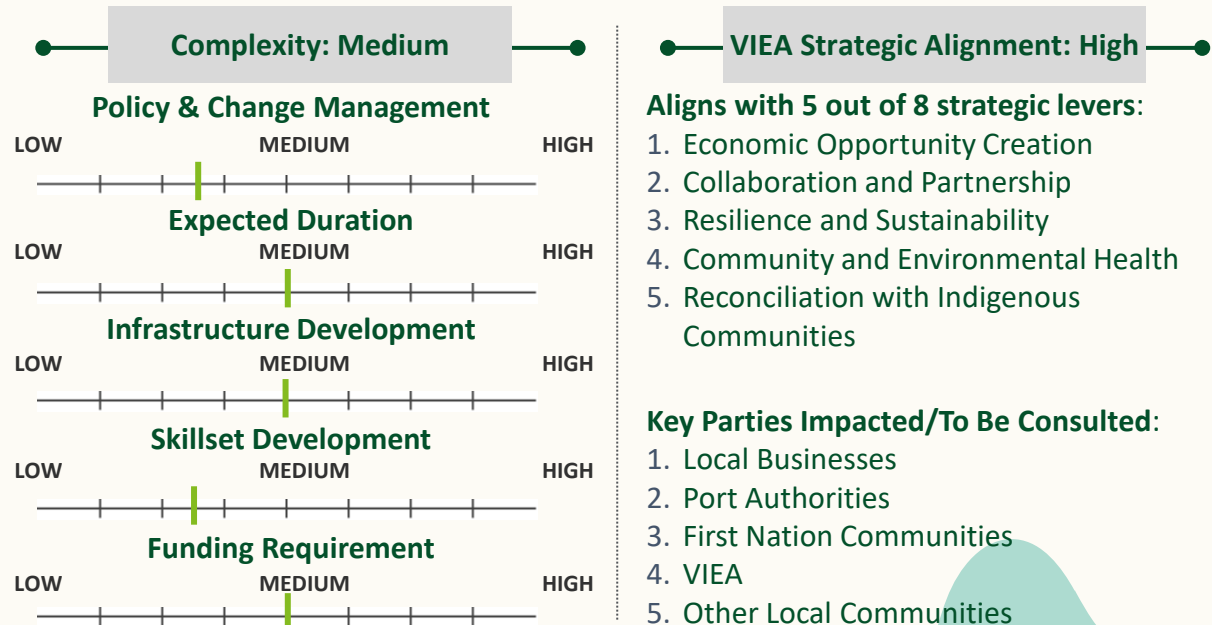 Complexity: Medium
Policy & Change Management
LOW MEDIUM HIGH
Expected Duration
LOW MEDIUM HIGH
Infrastructure Development
LOW MEDIUM HIGH
Skillset Development
LOW MEDIUM HIGH
Funding Requirement
LOW MEDIUM HIGH
VIEA Strategic Alignment: High
Aligns with 5 out of 8 strategic levers:
1. Economic Opportunity Creation
2. Collaboration and Partnership
3. Resilience and Sustainability
4. Community and Environmental Health
5. Reconciliation with Indigenous
Communities
Key Parties Impacted/To Be Consulted:
1. Local Businesses
2. Port Authorities
3. First Nation Communities
4. VIEA
5. Other Local Communities